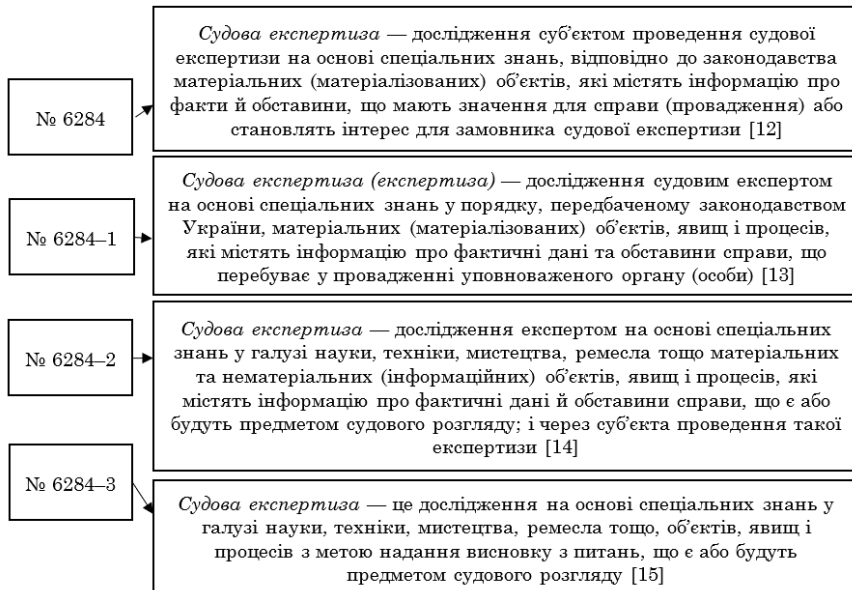 № 6284
Судова експертиза — дослідження суб’єктом проведення судової
експертизи на основі спеціальних знань, відповідно до законодавства
матеріальних (матеріалізованих) об’єктів, які містять інформацію про
факти й обставини, що мають значення для справи (провадження) або
становлять інтерес для замовника судової експертизи [12]
№ 6284–1
Судова експертиза (експертиза) — дослідження судовим експертом
на основі спеціальних знань у порядку, передбаченому законодавством
України, матеріальних (матеріалізованих) об’єктів, явищ і процесів,
які містять інформацію про фактичні дані та обставини справи, що
перебуває у провадженні уповноваженого органу (особи) [13]
№ 6284–2
Судова експертиза — дослідження експертом на основі спеціальних
знань у галузі науки, техніки, мистецтва, ремесла тощо матеріальних
та нематеріальних (інформаційних) об’єктів, явищ і процесів, які
містять інформацію про фактичні дані й обставини справи, що є або
будуть предметом судового розгляду; і через суб’єкта проведення такої
експертизи [14]
№ 6284–3
Судова експертиза — це дослідження на основі спеціальних знань у
галузі науки, техніки, мистецтва, ремесла тощо, об’єктів, явищ і
процесів з метою надання висновку з питань, що є або будуть
предметом судового розгляду [15]